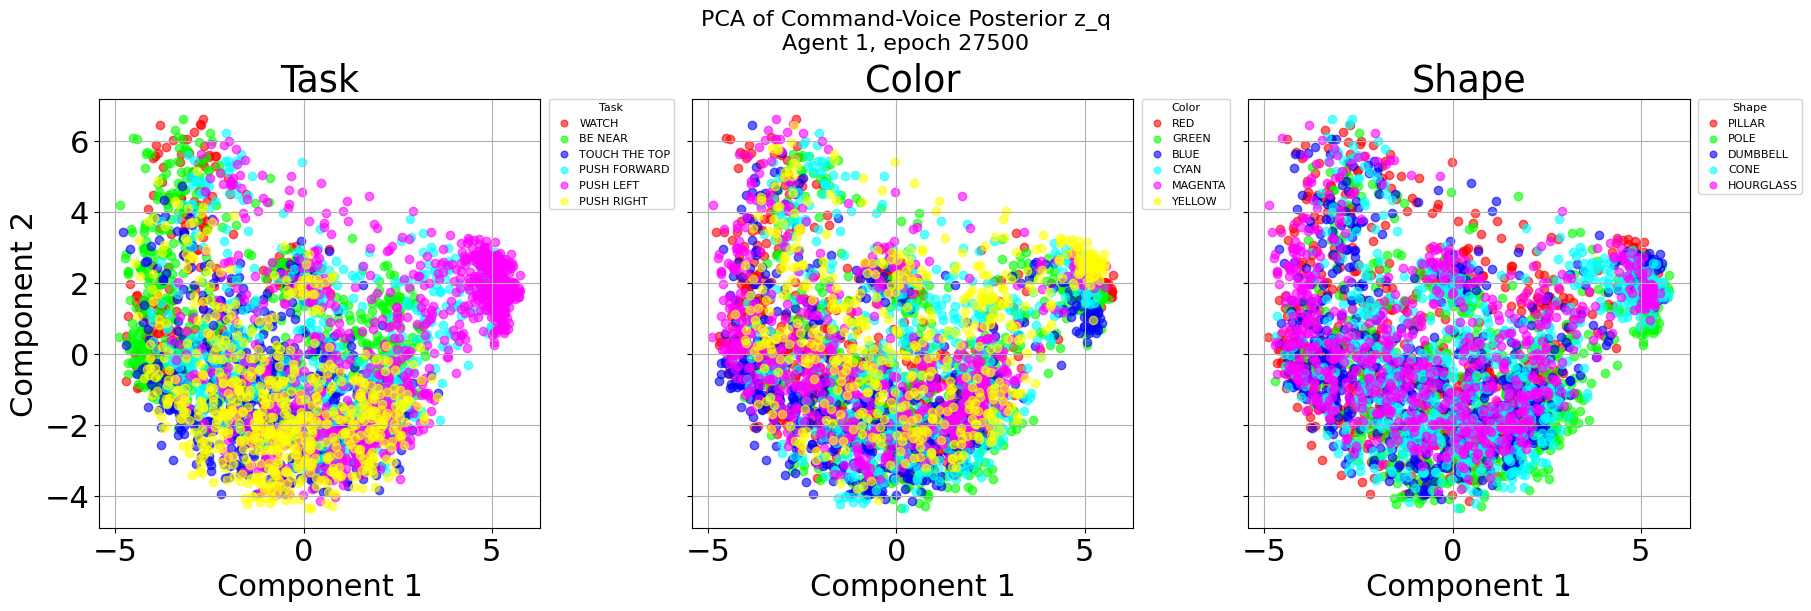 PCA of Command-Voice Posterior z_q
Agent 1, epoch 27500
Task
Component 2
6
4
2
0
−2
−4
−5
0
5
Component 1
Task
WATCH
BE NEAR
TOUCH THE TOP
PUSH FORWARD
PUSH LEFT
PUSH RIGHT
Color
−5
0
5
Component 1
Color
RED
GREEN
BLUE
CYAN
MAGENTA
YELLOW
Shape
−5
0
5
Component 1
Shape
PILLAR
POLE
DUMBBELL
CONE
HOURGLASS